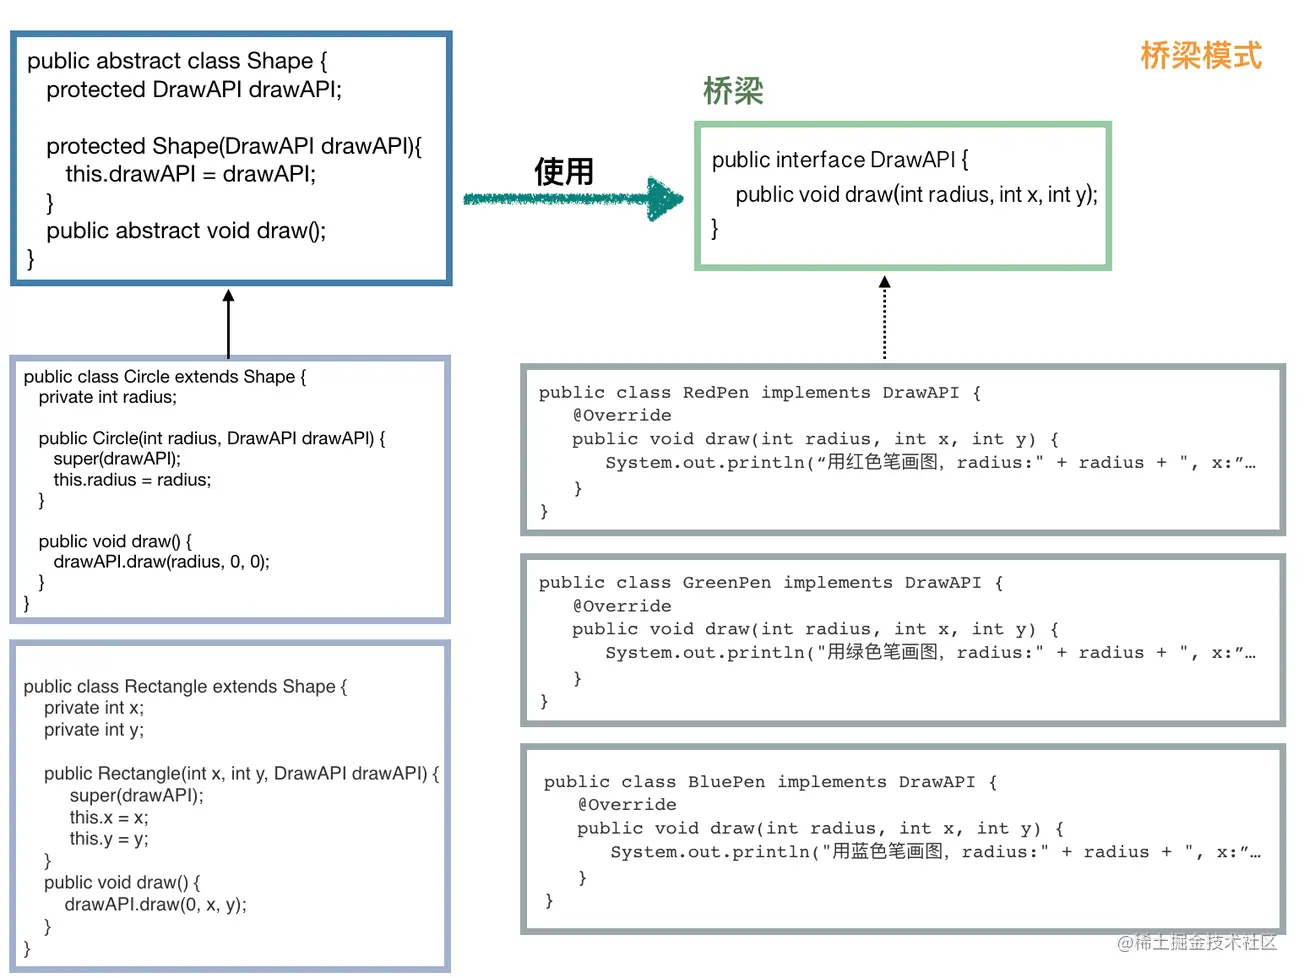 桥梁模式
public abstract class Shape {
protected DrawAPI drawAPI;
protected Shape(DrawAPI drawAPI){
this.drawAPI = drawAPI;
}
public abstract void draw();
}
使用
桥梁
public interface DrawAPI {
public void draw(int radius, int x, int y);
}
public class Circle extends Shape {
private int radius;
public Circle(int radius, DrawAPI drawAPI) {
super(drawAPI);
this.radius = radius;
}
public void draw() {
drawAPI.draw(radius, 0, 0);
}
}
public class Rectangle extends Shape {
private int x;
private int y;
public Rectangle(int x, int y, DrawAPI drawAPI) {
super(drawAPI);
this.x = x;
this.y = y;
}
public void draw() {
drawAPI.draw(0, x, y);
}
}
public class RedPen implements DrawAPI {
@Override
public void draw(int radius, int x, int y) {
System.out.println(“用红色笔画图，radius:" + radius + ", x:”…
}
}
public class GreenPen implements DrawAPI {
@Override
public void draw(int radius, int x, int y) {
System.out.println("用绿色笔画图，radius:" + radius + ", x:”…
}
}
public class BluePen implements DrawAPI {
@Override
public void draw(int radius, int x, int y) {
System.out.println("用蓝色笔画图，radius:" + radius + ", x:”…
}
}
@稀土掘金技术社区